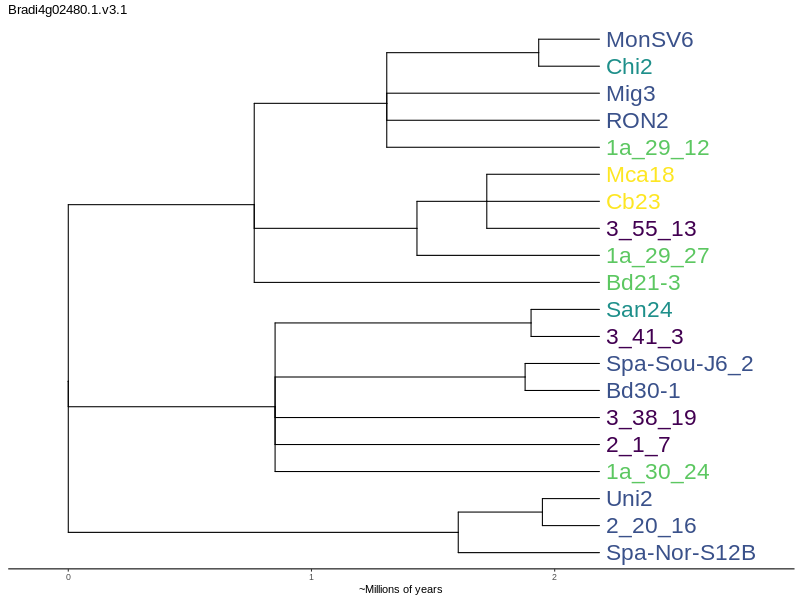 Bradi4g02480.1.v3.1
MonSV6
Chi2
Mig3
RON2
1a_29_12
Mca18
Cb23
3_55_13
1a_29_27
Bd21-3
San24
3_41_3
Spa-Sou-J6_2
Bd30-1
3_38_19
2_1_7
1a_30_24
Uni2
2_20_16
Spa-Nor-S12B
0 1 2
~Millions of years